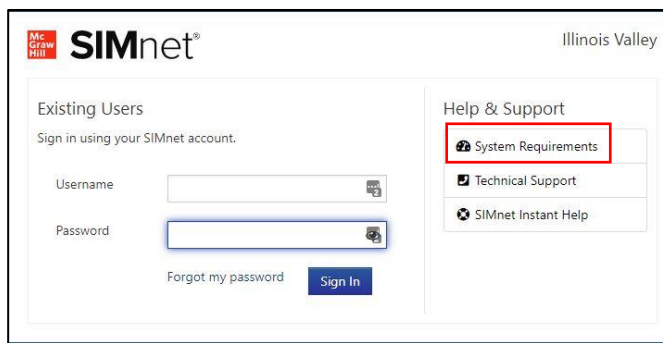 Mc
Graw
Hill
SIMnet®
Illinois Valley
Existing Users
Sign in using your SIMnet account.
Username
Password
Forgot my password
Sign In
Help & Support
System Requirements
Technical Support
SIMnet Instant Help